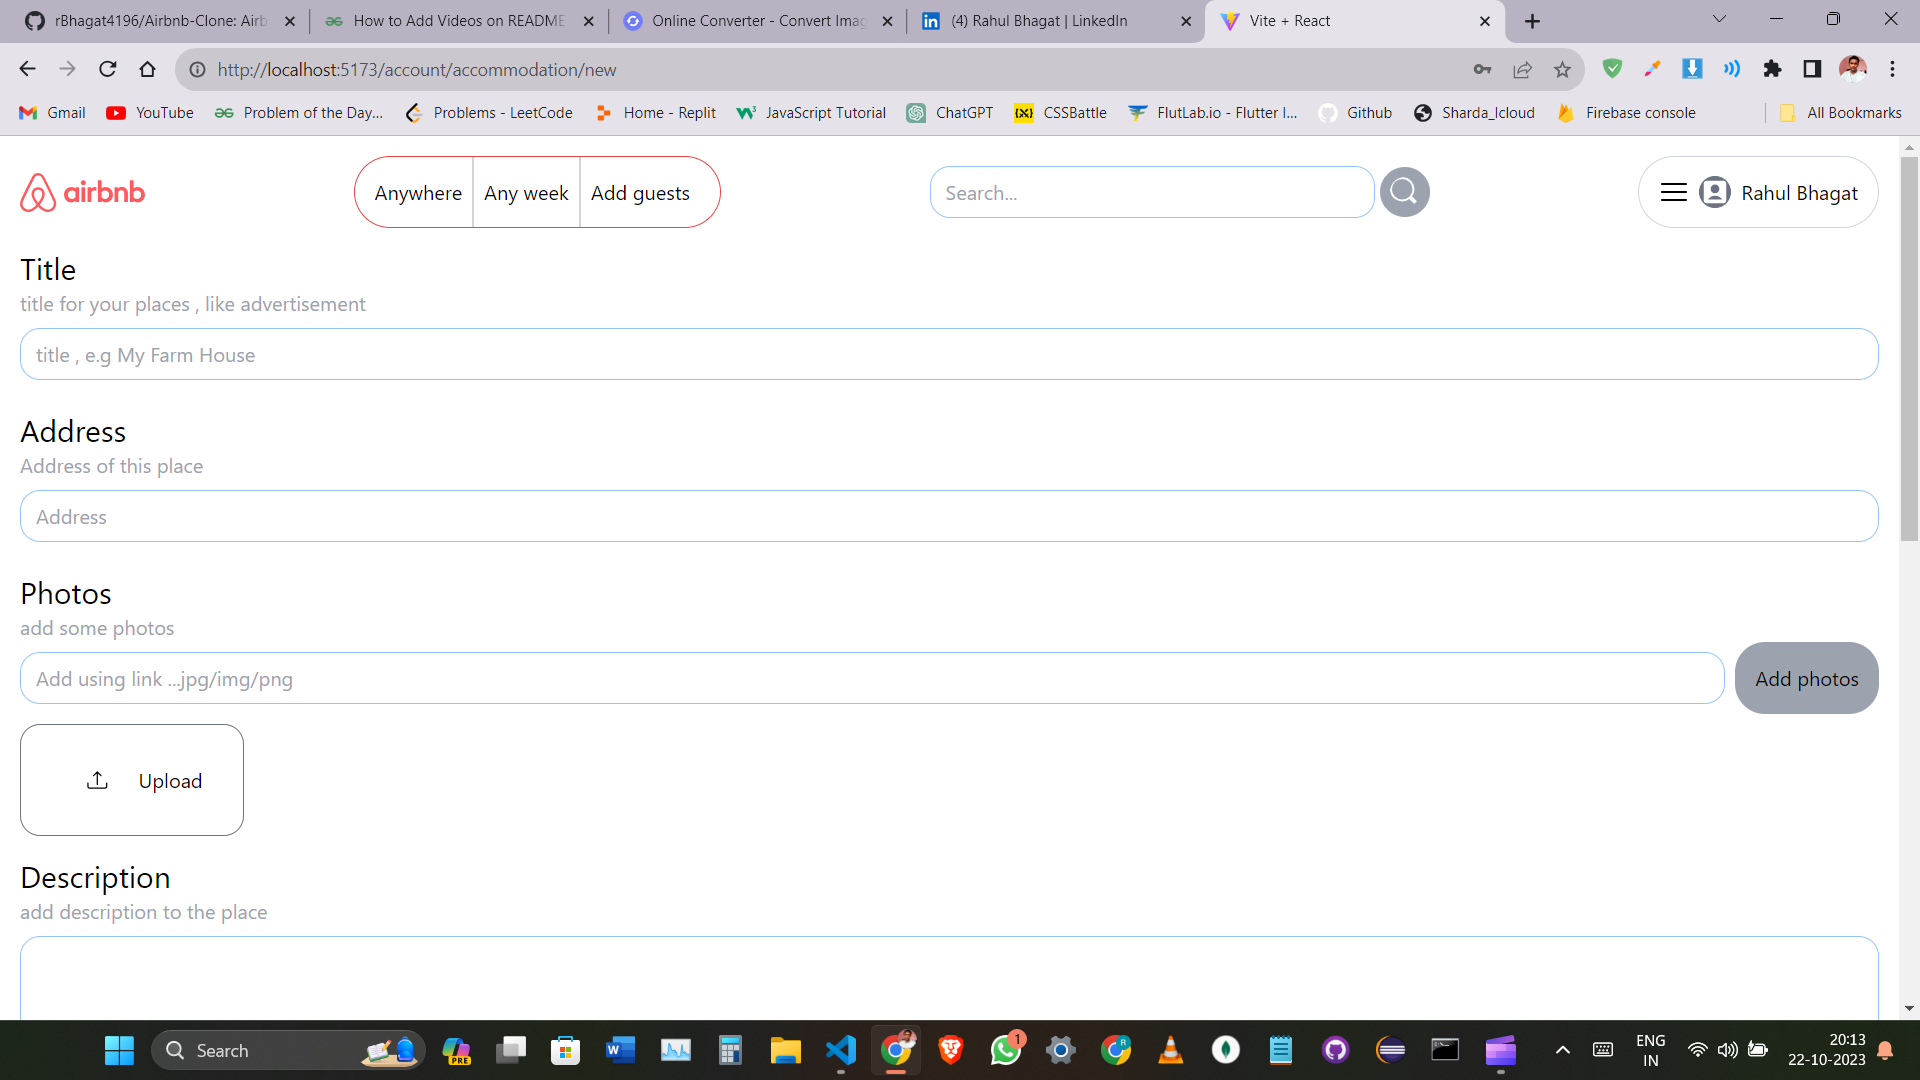 rBhagat4196/Airbnb-Clone: Airb
How to Add Videos on README
Online Converter - Convert Imag
(4) Rahul Bhagat | LinkedIn
Vite + React
http://localhost:5173/account/accommodation/new
Gmail
YouTube
Problem of the Day...
Problems - LeetCode
Home - Replit
JavaScript Tutorial
ChatGPT
CSSBattle
FlutLab.io - Flutter I...
Github
Sharda_Icloud
Firebase console
All Bookmarks
airbnb
Anywhere
Any week
Add guests
Search...
Rahul Bhagat
Title
title for your places , like advertisement
title , e.g My Farm House
Address
Address of this place
Address
Photos
add some photos
Add using link ...jpg/img/png
Add photos
Upload
Description
add description to the place
Search
PRE
1
ENG
IN
20:13
22-10-2023